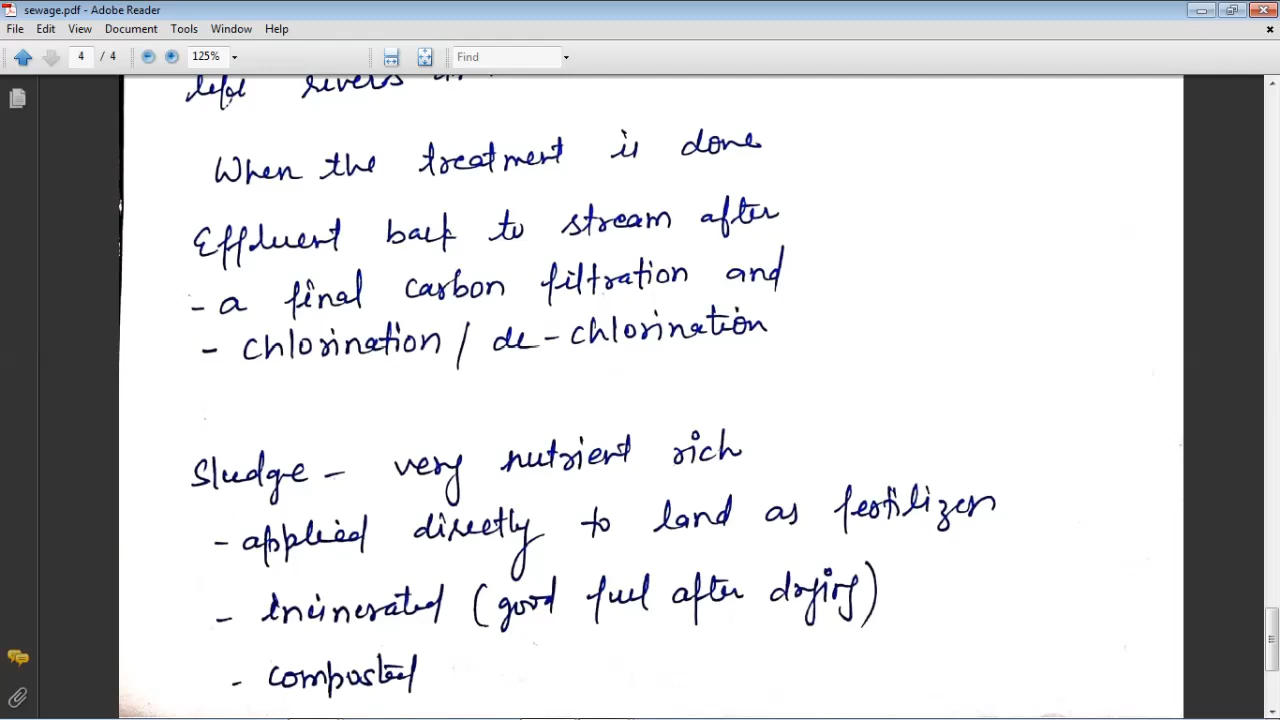 sewage.pdf - Adobe Reader
File Edit View Document Tools Window Help
4 / 4 125% Find
rivers
When the treatment is done
Effluent back to stream after
- a final carbon filtration and
- chlorination / de-chlorination
Sludge - very nutrient rich
- applied directly to land as fertilizer
- incinerated (good fuel after drying)
- composted